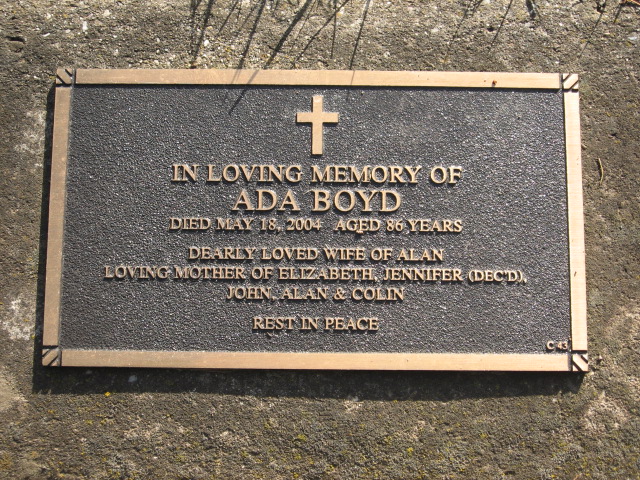 IN LOVING MEMORY OF
ADA BOYD
DIED MAY 18, 2004 AGED 86 YEARS
DEARLY LOVED WIFE OF ALAN
LOVING MOTHER OF ELIZABETH, JENNIFER (DEC'D),
JOHN, ALAN & COLIN
REST IN PEACE
C 43